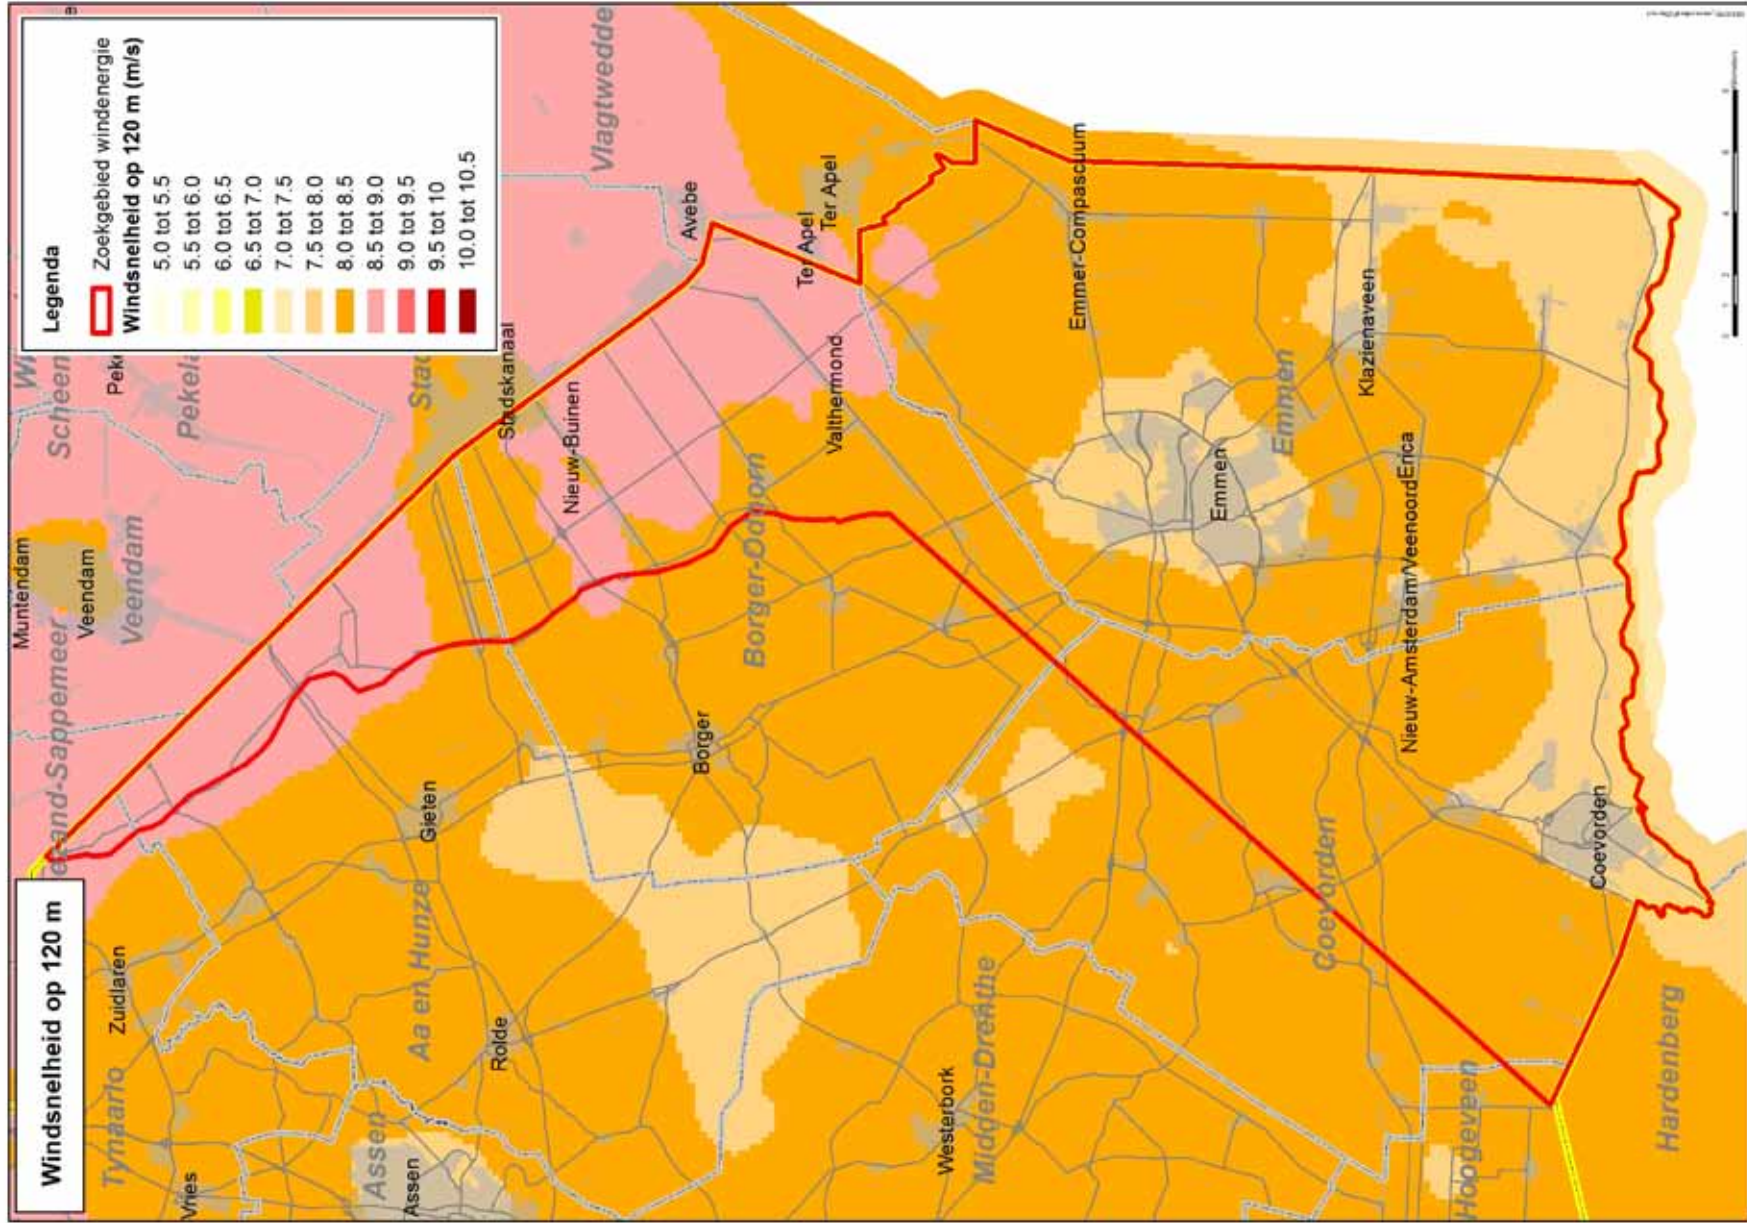 Windsnelheid op 120 m
Legenda
Zoekgebied windenergie
Windsnelheid op 120 m (m/s)
5.0 tot 5.5
5.5 tot 6.0
6.0 tot 6.5
6.5 tot 7.0
7.0 tot 7.5
7.5 tot 8.0
8.0 tot 8.5
8.5 tot 9.0
9.0 tot 9.5
9.5 tot 10
10.0 tot 10.5
Muntendam
Veendam
Veendam
Scheem
Pek
Pekela
Stad
Vlagtwedde
Stadskanaal
Nieuw-Buinen
Avebe
Ter Apel
Ter Apel
Valthermond
Zuidlaren
Tynaarlo
Vries
Assen
Assen
Aa en Hunze
Gieten
Rolde
Borger
Borger-Odoorn
Westerbork
Midden-Drenthe
Emmer-Compascuum
Emmen
Emmen
Klazienaveen
Erica
Nieuw-Amsterdam/Veenoord
Coevorden
Coevorden
Hoogeveen
Hardenberg